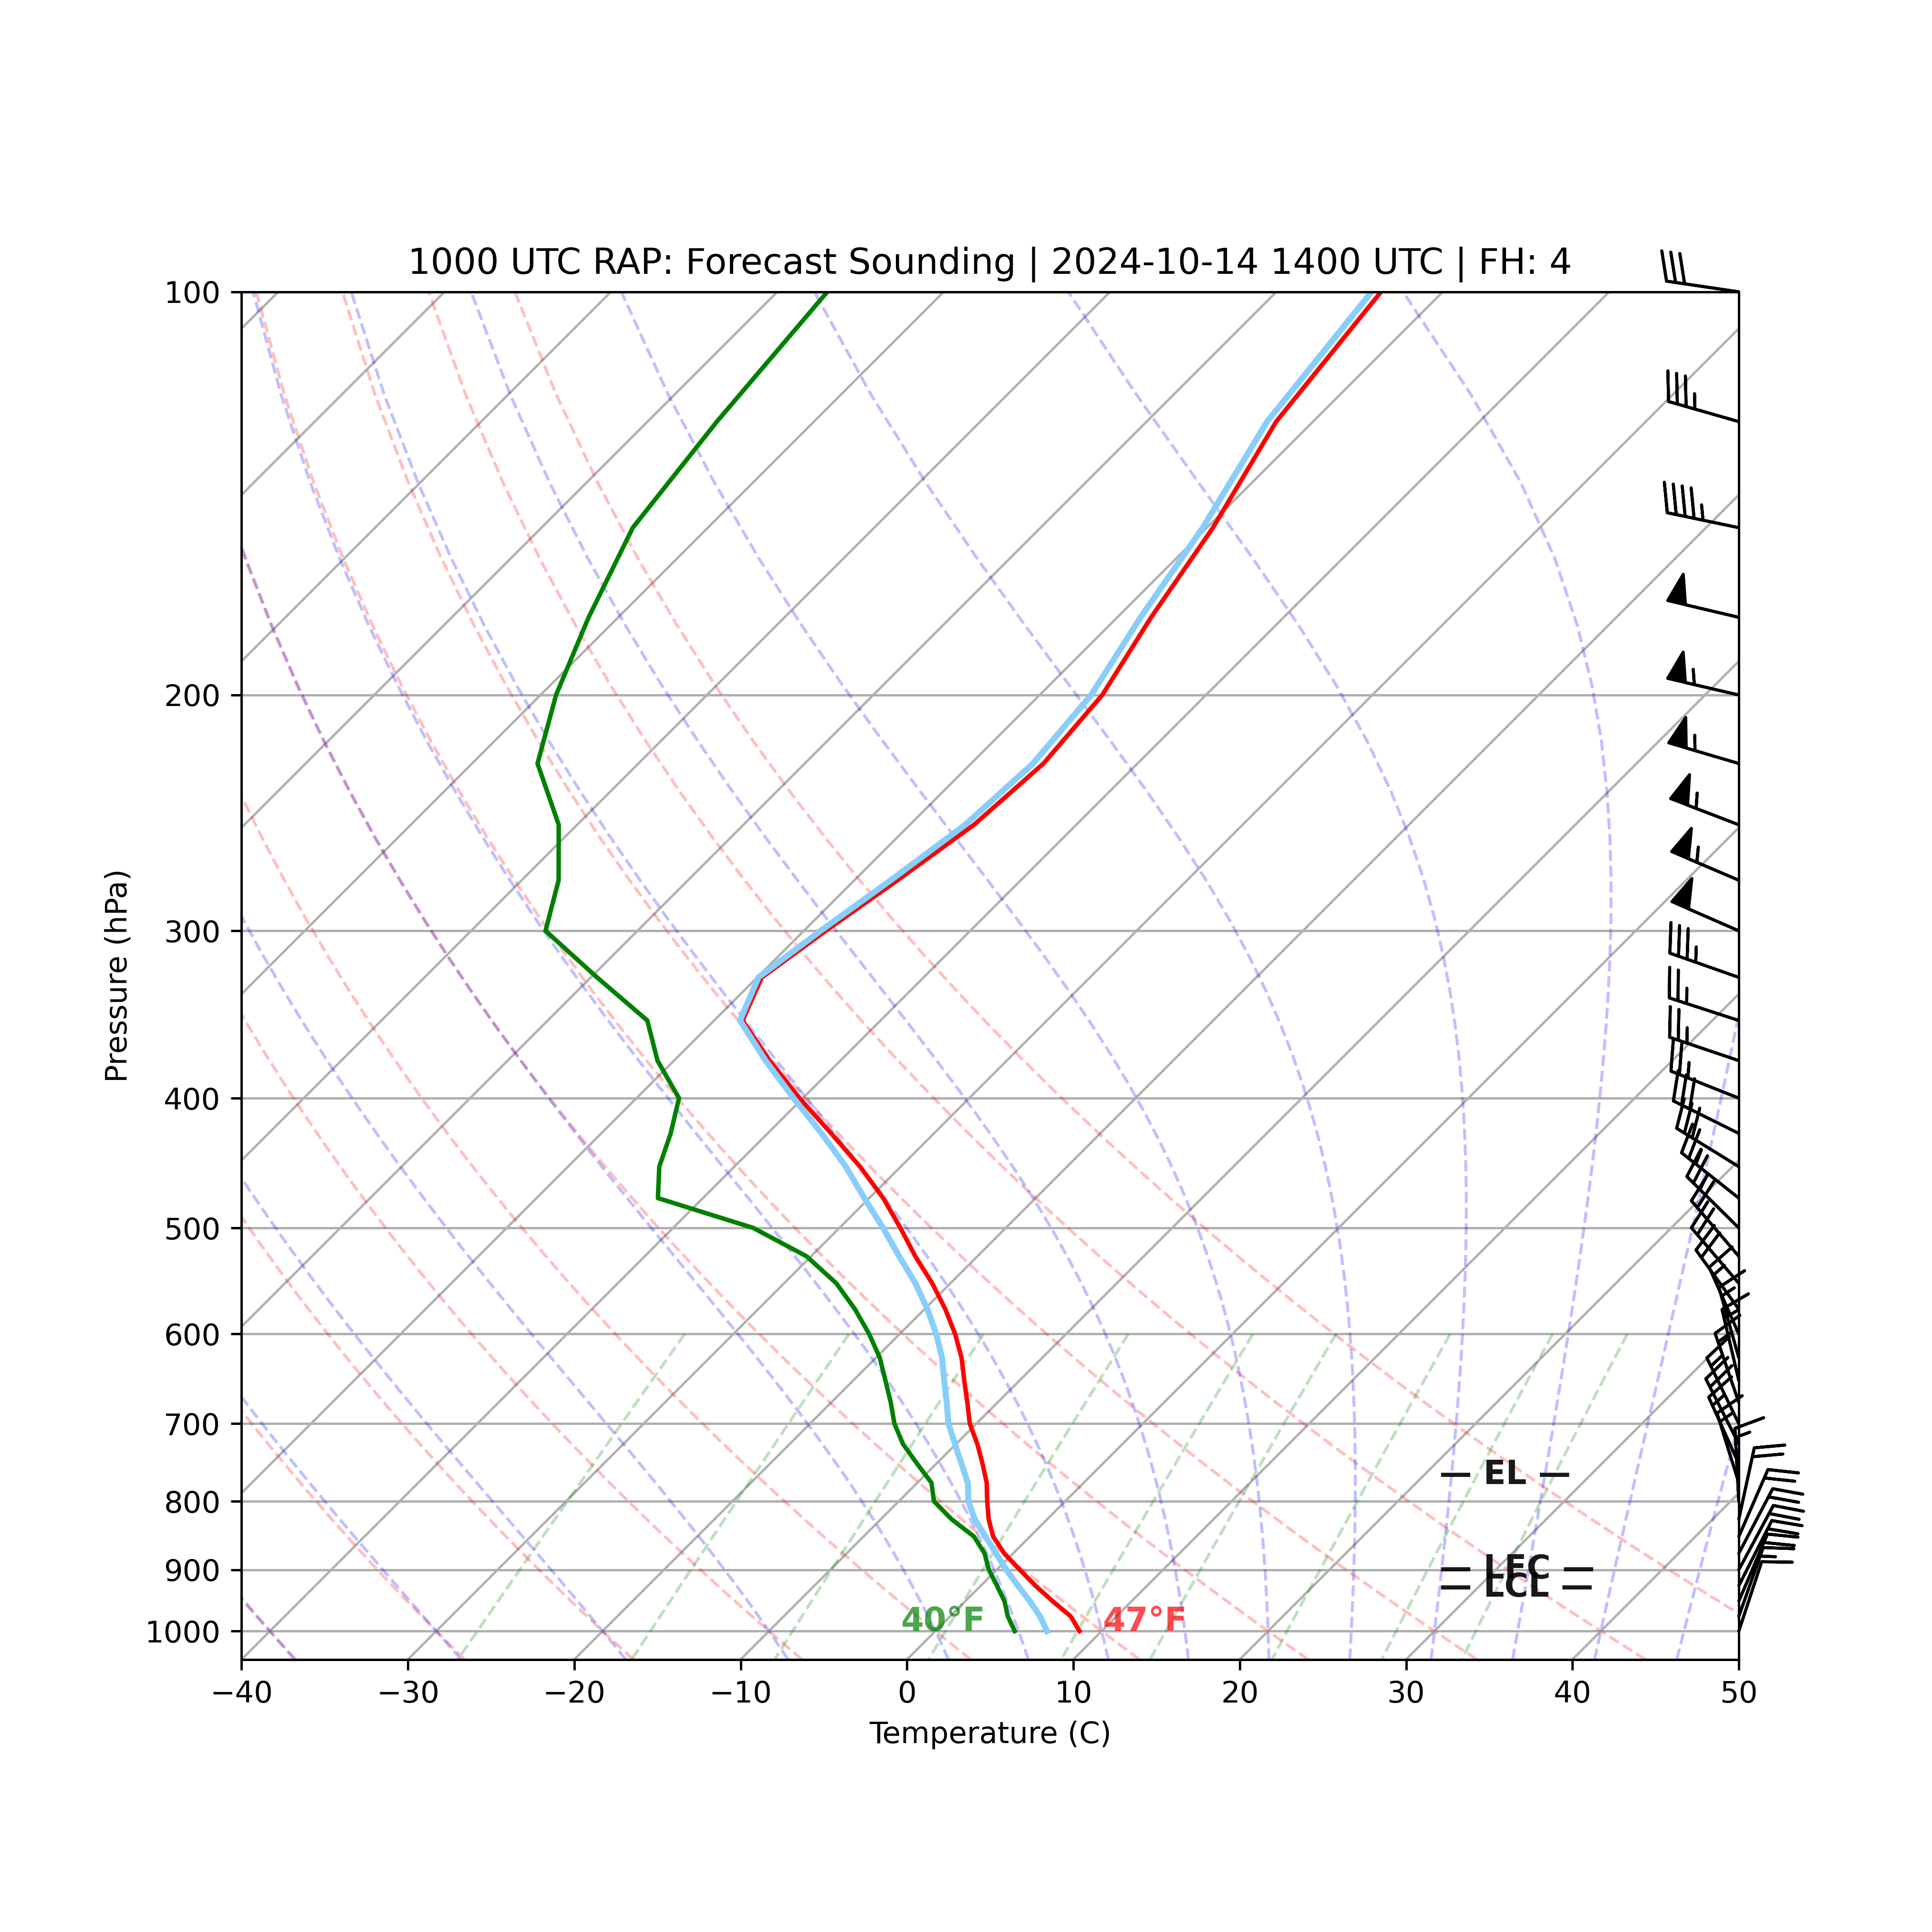 1000 UTC RAP: Forecast Sounding | 2024-10-14 1400 UTC | FH: 4
100
200
300
400
500
600
700
800
900
1000
Pressure (hPa)
— EL —
— LFC —
— LCL —
40°F
47°F
−40 −30 −20 −10 0 10 20 30 40 50
Temperature (C)